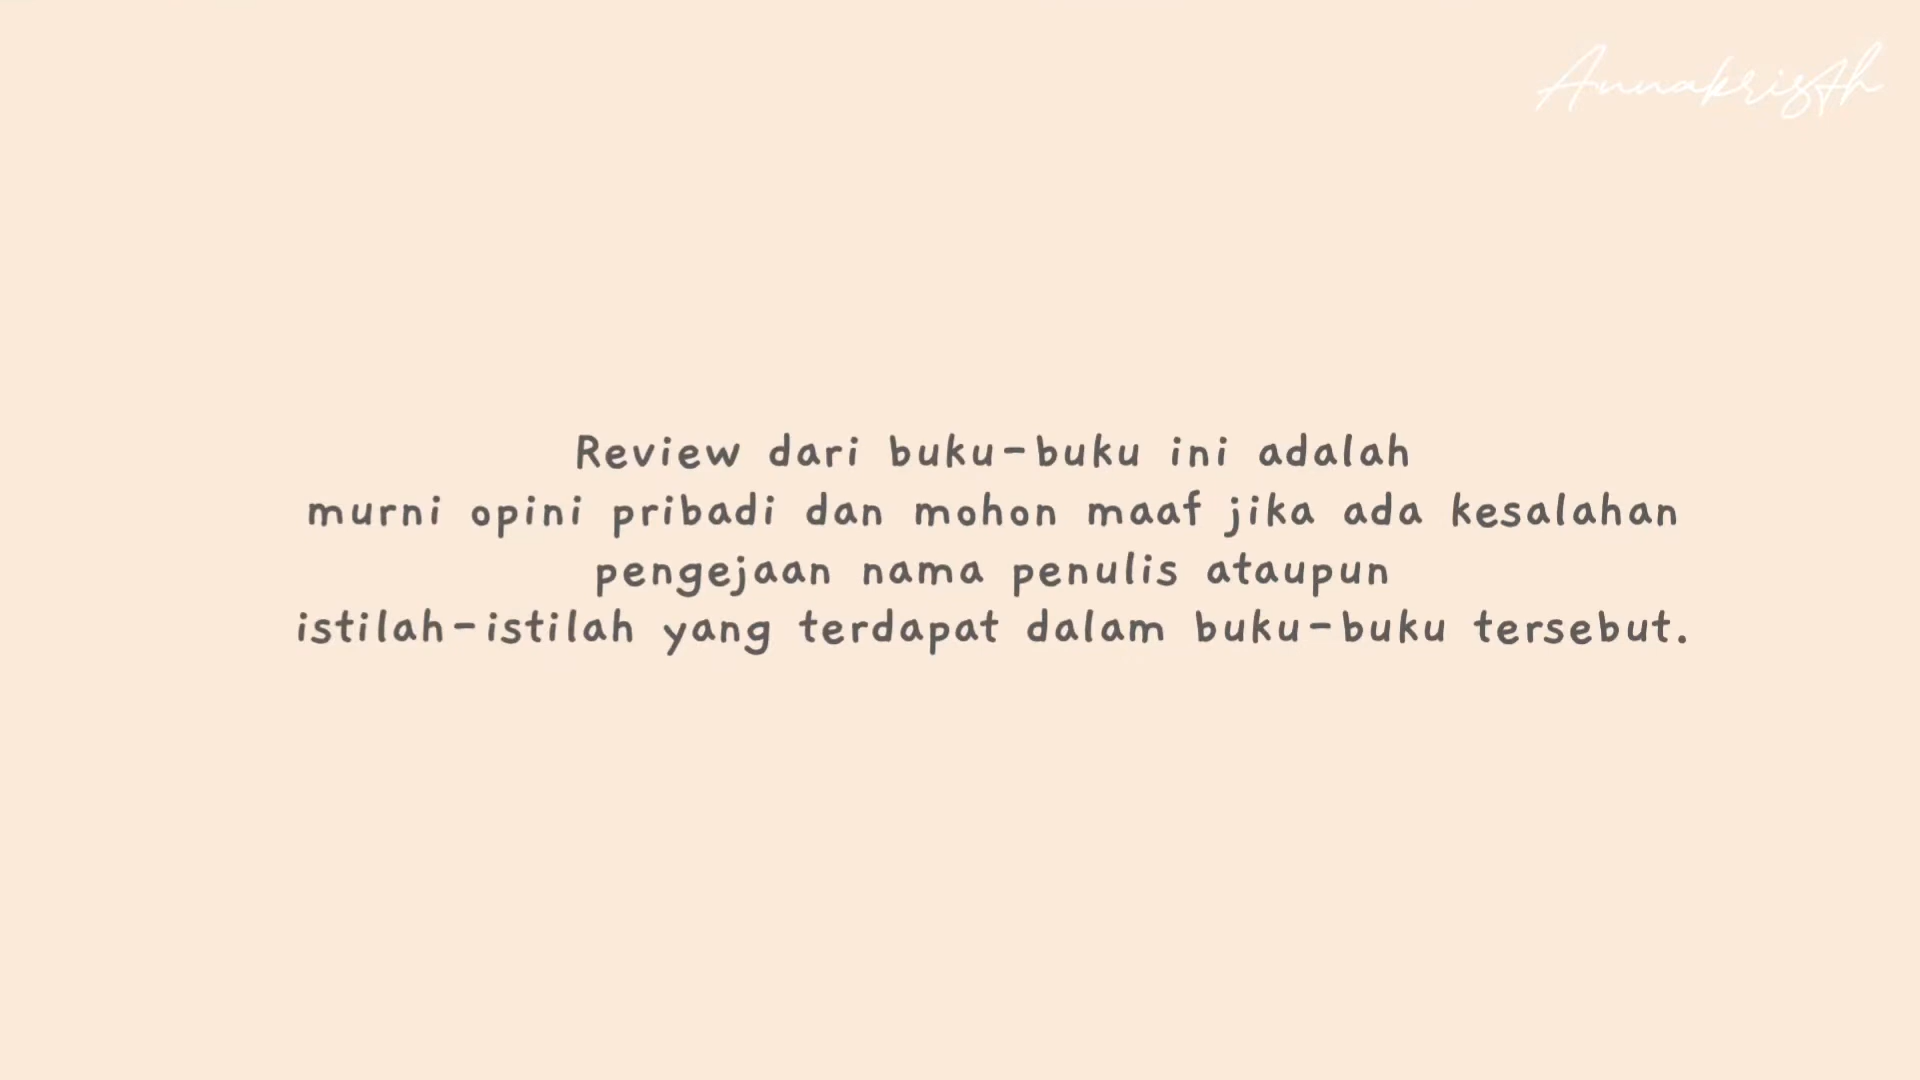 Annakristh
Review dari buku-buku ini adalah
murni opini pribadi dan mohon maaf jika ada kesalahan
pengejaan nama penulis ataupun
istilah-istilah yang terdapat dalam buku-buku tersebut.